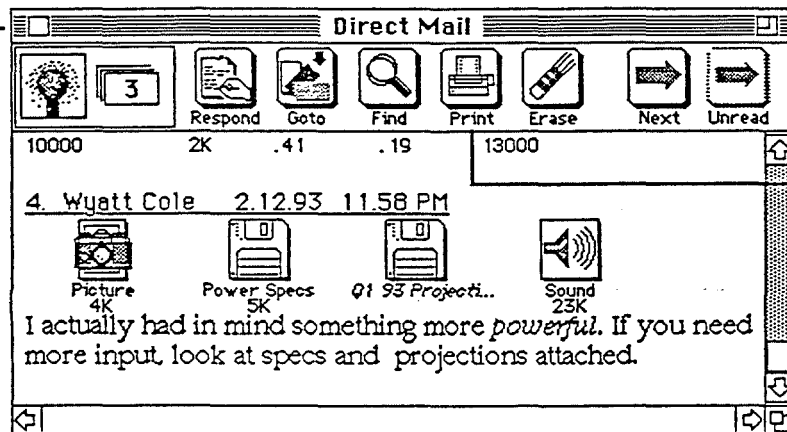 Direct Mail
3
Respond Goto Find Print Erase Next Unread
10000 2K .41 .19 13000
4. Wyatt Cole 2.12.93 11.58 PM
Picture Power Specs Q1 93 Projecti... Sound
4K 5K 23K
I actually had in mind something more powerful. If you need
more input, look at specs and projections attached.